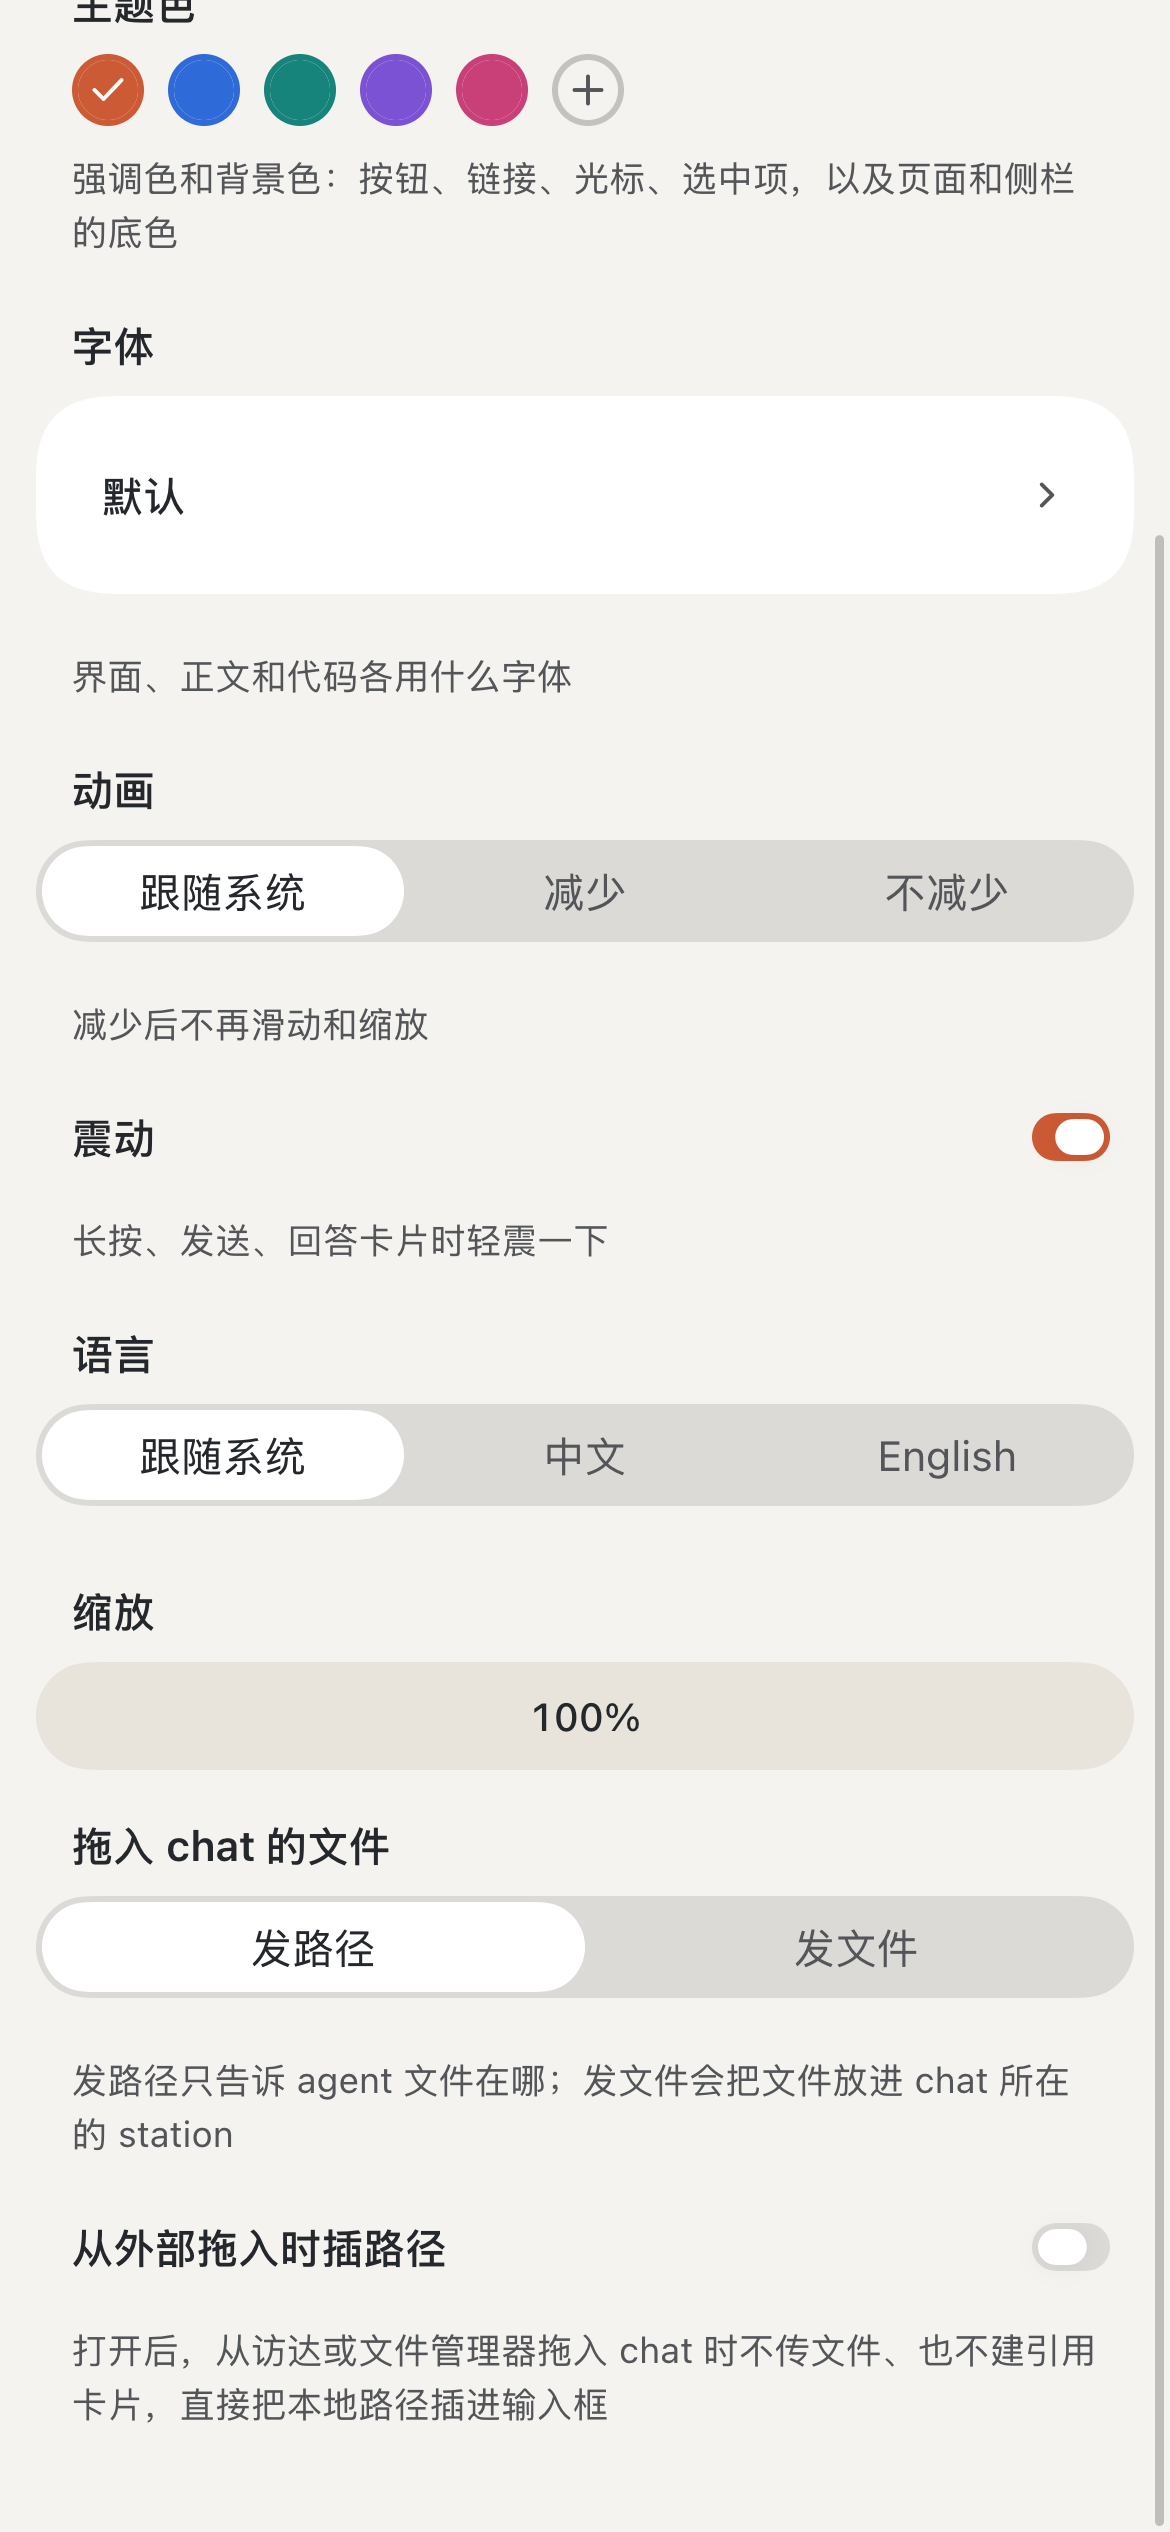 主题色
强调色和背景色：按钮、链接、光标、选中项，以及页面和侧栏
的底色
字体
默认
界面、正文和代码各用什么字体
动画
跟随系统 减少 不减少
减少后不再滑动和缩放
震动
长按、发送、回答卡片时轻震一下
语言
跟随系统 中文 English
缩放
100%
拖入 chat 的文件
发路径 发文件
发路径只告诉 agent 文件在哪；发文件会把文件放进 chat 所在
的 station
从外部拖入时插路径
打开后，从访达或文件管理器拖入 chat 时不传文件、也不建引用
卡片，直接把本地路径插进输入框